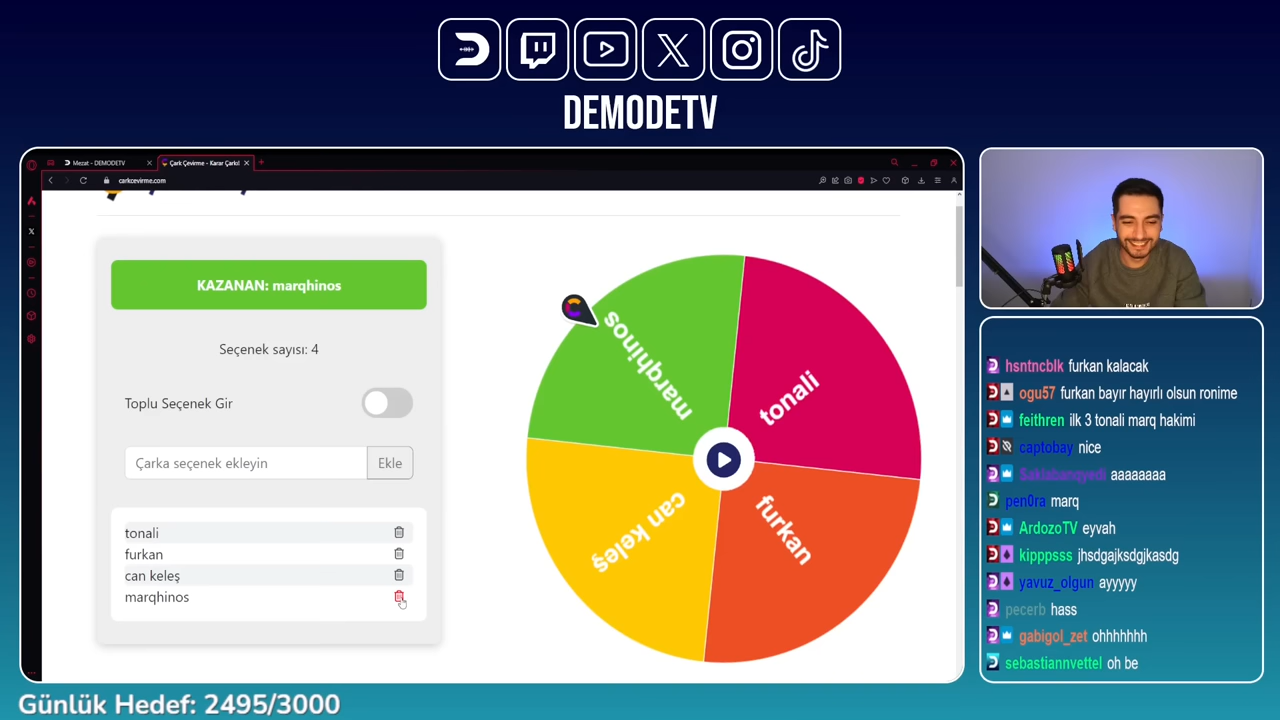 DEMODETV
Mezat - DEMODETV
Çark Çevirme - Karar Çarkı!
carkcevirme.com
KAZANAN: marqhinos
Seçenek sayısı: 4
Toplu Seçenek Gir
Çarka seçenek ekleyin
Ekle
tonali
furkan
can keleş
marqhinos
marqhinos
tonali
can keleş
furkan
hsntncblk furkan kalacak
ogu57 furkan bayır hayırlı olsun ronime
feithren ilk 3 tonali marq hakimi
captobay nice
Saklabanqyedi aaaaaaaa
pen0ra marq
ArdozoTV eyvah
kipppsss jhsdgajksdgjkasdg
yavuz_olgun ayyyyy
pecerb hass
gabigol_zet ohhhhhhh
sebastiannvettel oh be
Günlük Hedef: 2495/3000